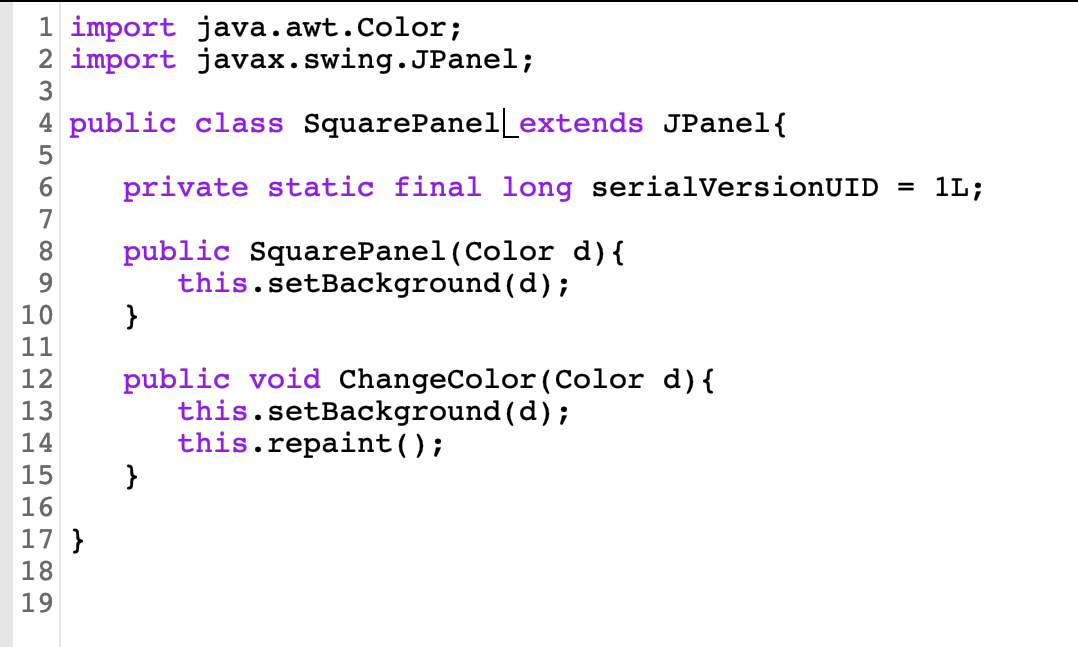 1 import java.awt.Color;
2 import javax.swing.JPanel;
3
4 public class SquarePanel_extends JPanel{
5
6    private static final long serialVersionUID = 1L;
7
8    public SquarePanel(Color d){
9       this.setBackground(d);
10    }
11
12    public void ChangeColor(Color d){
13       this.setBackground(d);
14       this.repaint();
15    }
16
17 }
18
19